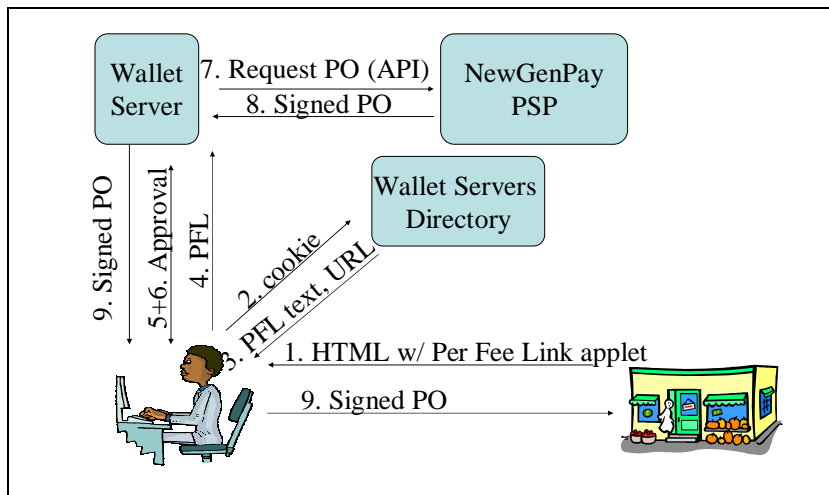 Wallet
Server
7. Request PO (API)
8. Signed PO
NewGenPay
PSP
Wallet Servers
Directory
9. Signed PO
5+6. Approval
4. PFL
2. cookie
3. PFL text, URL
1. HTML w/ Per Fee Link applet
9. Signed PO